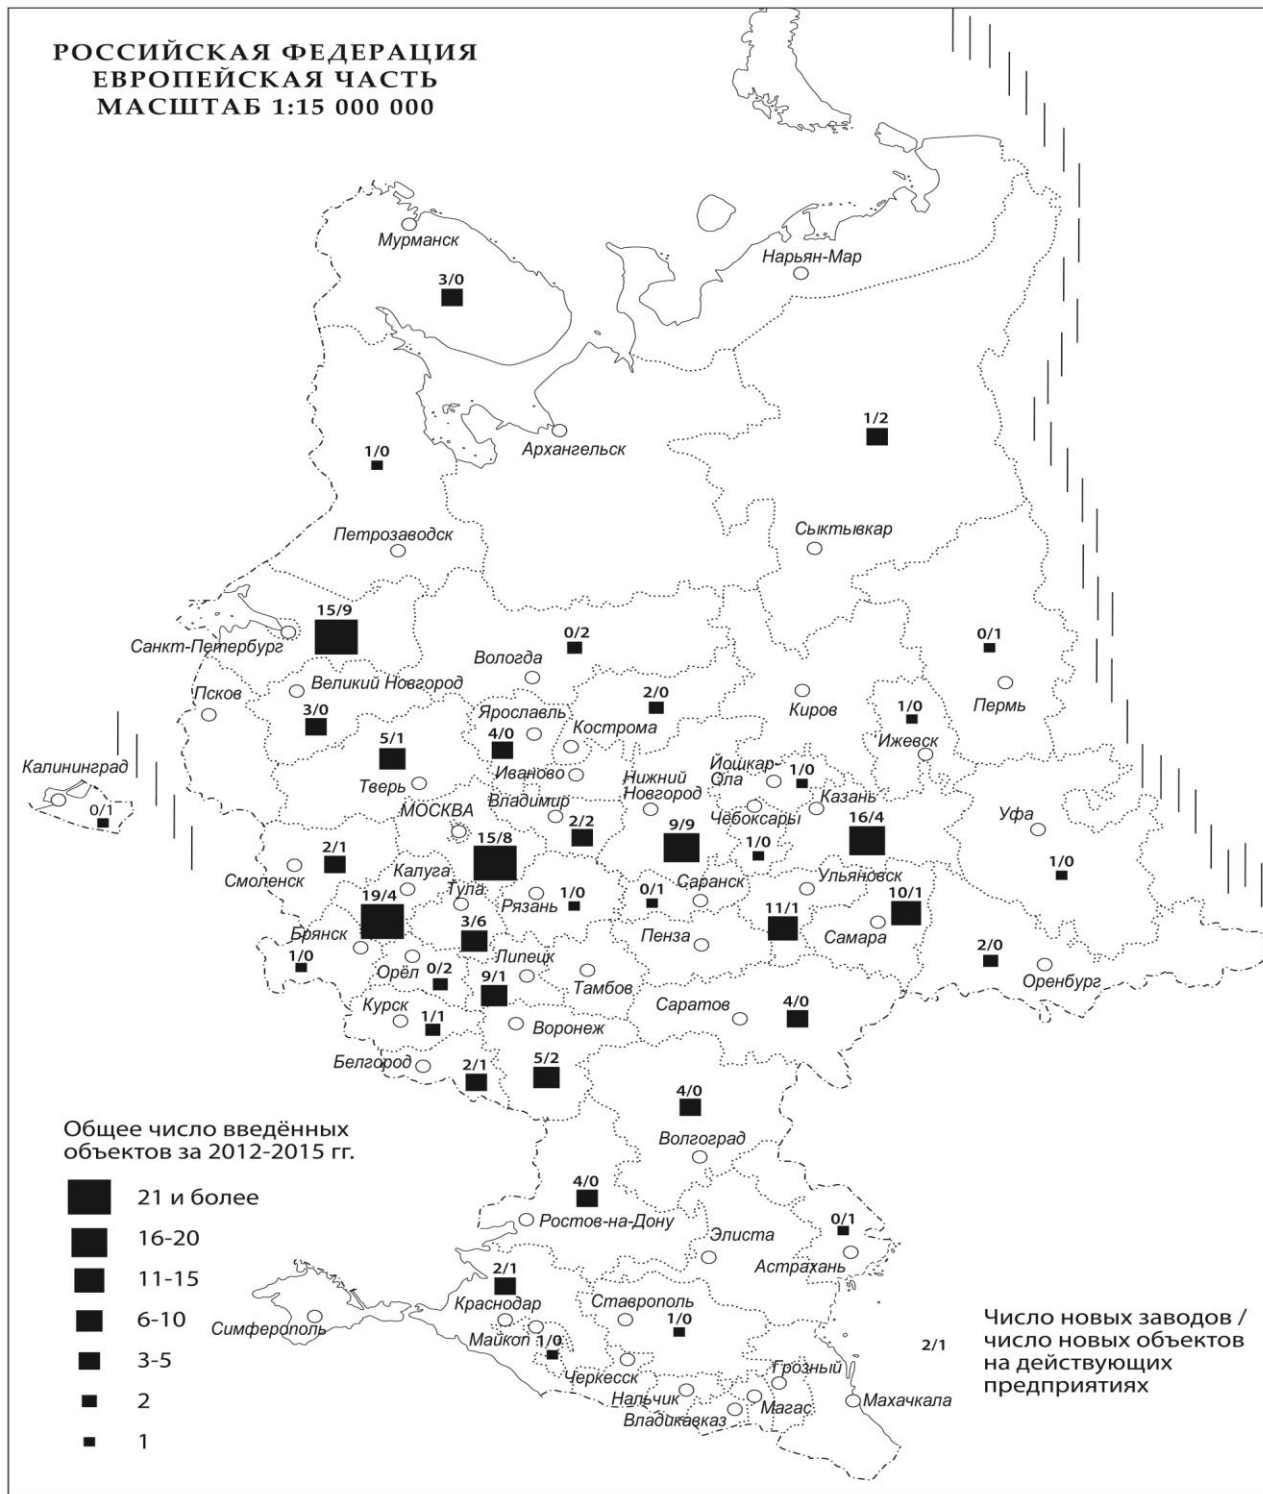 РОССИЙСКАЯ ФЕДЕРАЦИЯ
ЕВРОПЕЙСКАЯ ЧАСТЬ
МАСШТАБ 1:15 000 000
Мурманск
3/0
Нарьян-Мар
1/2
Архангельск
1/0
Сыктывкар
Петрозаводск
15/9
Санкт-Петербург
0/2
0/1
Вологда
Псков
Великий Новгород
2/0
Киров
Пермь
3/0
Ярославль
4/0
Кострома
1/0
Ижевск
5/1
Тверь
Иваново
Нижний
Новгород
Йошкар-
Ола
1/0
Калининград
0/1
МОСКВА
Владимир
2/2
Чебоксары
Казань
16/4
Уфа
15/8
9/9
1/0
2/1
Смоленск
Калуга
Тула
Рязань
1/0
0/1
Саранск
Ульяновск
1/0
19/4
10/1
Брянск
3/6
11/1
Самара
1/0
Орёл
0/2
Липецк
9/1
Тамбов
Пенза
2/0
Оренбург
Курск
1/1
Воронеж
Саратов
4/0
Белгород
2/1
5/2
4/0
Волгоград
Общее число введённых
объектов за 2012-2015 гг.
21 и более
16-20
11-15
6-10
3-5
2
1
4/0
Ростов-на-Дону
Элиста
0/1
Астрахань
2/1
Краснодар
Ставрополь
1/0
Симферополь
Майкоп
1/0
Черкесск
Нальчик
Владикавказ
Магас
Грозный
Махачкала
2/1
Число новых заводов /
число новых объектов
на действующих
предприятиях